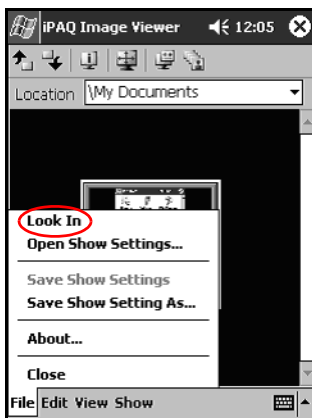 iPAQ Image Viewer 12:05
Location \My Documents
Look In
Open Show Settings...
Save Show Settings
Save Show Setting As...
About...
Close
File Edit View Show